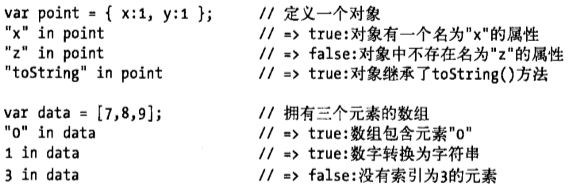 var point = { x:1, y:1 };    // 定义一个对象
"x" in point    // => true:对象有一个名为"x"的属性
"z" in point    // => false:对象中不存在名为"z"的属性
"toString" in point    // => true:对象继承了toString()方法
var data = [7,8,9];    // 拥有三个元素的数组
"0" in data    // => true:数组包含元素"0"
1 in data    // => true:数字转换为字符串
3 in data    // => false:没有索引为3的元素